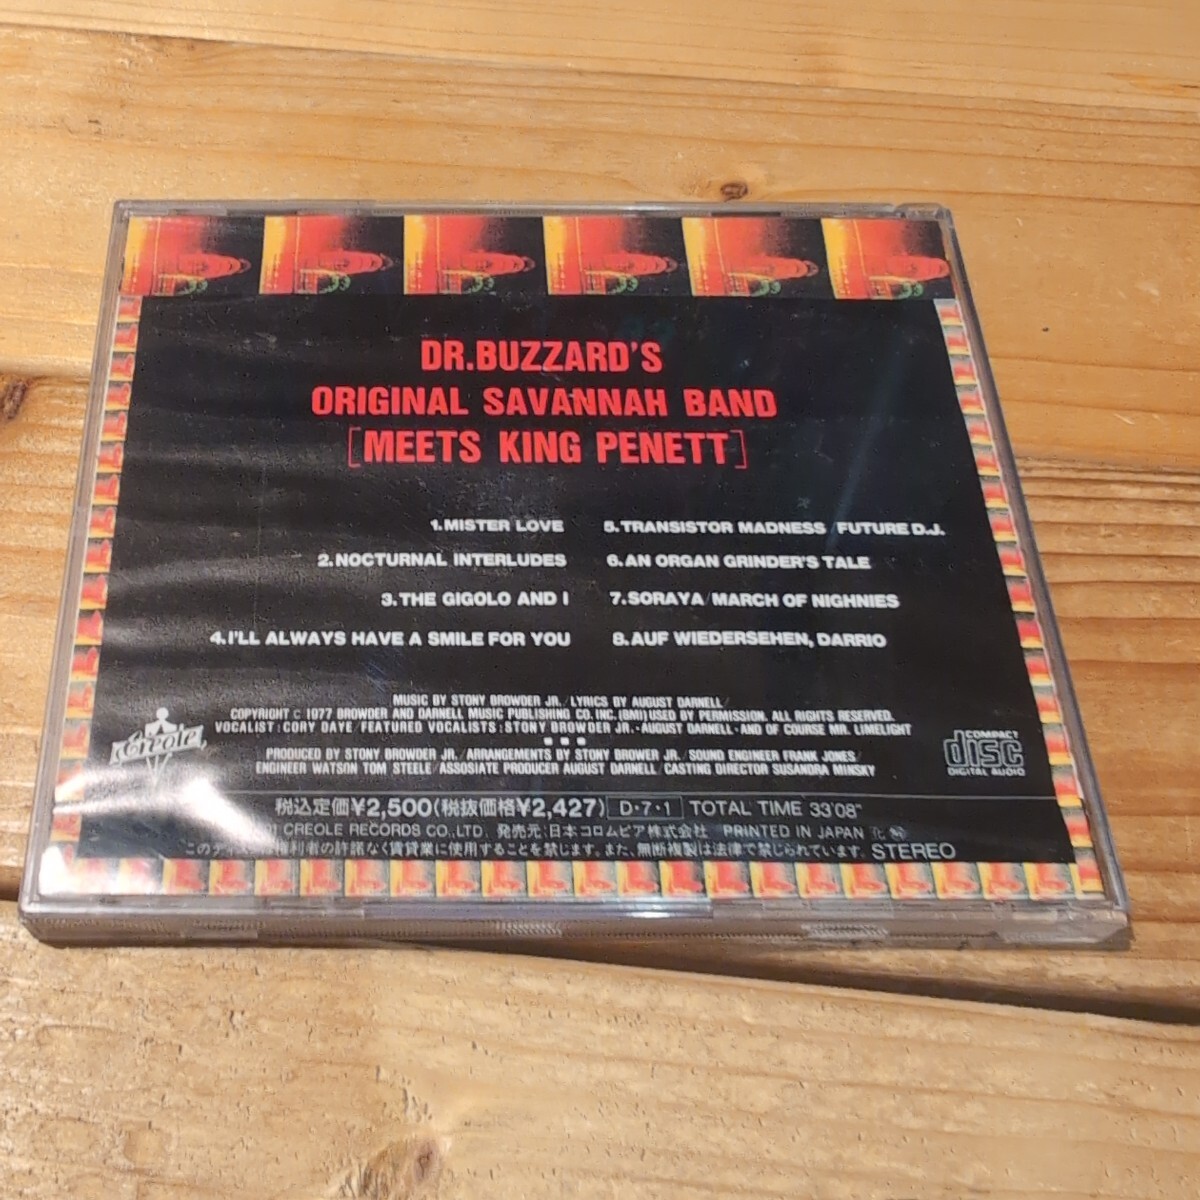 DR.BUZZARD'S
ORIGINAL SAVANNAH BAND
[MEETS KING PENETT]
1.MISTER LOVE
2.NOCTURNAL INTERLUDES
3.THE GIGOLO AND I
4.I'LL ALWAYS HAVE A SMILE FOR YOU
5.TRANSISTOR MADNESS/FUTURE D.J.
6.AN ORGAN GRINDER'S TALE
7.SORAYA/MARCH OF NIGHNIES
8.AUF WIEDERSEHEN, DARRIO
MUSIC BY STONY BROWDER JR./LYRICS BY AUGUST DARNELL/
COPYRIGHT C 1977 BROWDER AND DARNELL MUSIC PUBLISHING CO. INC.(BMI) USED BY PERMISSION. ALL RIGHTS RESERVED.
VOCALIST:CORY DAYE/FEATURED VOCALISTS:STONY BROWDER JR.·AUGUST DARNELL·AND OF COURSE MR. LIMELIGHT
PRODUCED BY STONY BROWDER JR./ARRANGEMENTS BY STONY BROWER JR./SOUND ENGINEER FRANK JONES/
ENGINEER WATSON TOM STEELE/ASSOSIATE PRODUCER AUGUST DARNELL/CASTING DIRECTOR SUSANDRA MINSKY
Creole
COMPACT
disc
DIGITAL AUDIO
税込定価¥2,500(税抜価格¥2,427) D・7・1 TOTAL TIME 33'08"
CREOLE RECORDS CO.,LTD. 発売元:日本コロムビア株式会社 PRINTED IN JAPAN
権利者の許諾なく賃貸業に使用することを禁じます。また、無断複製は法律で禁じられています。 STEREO